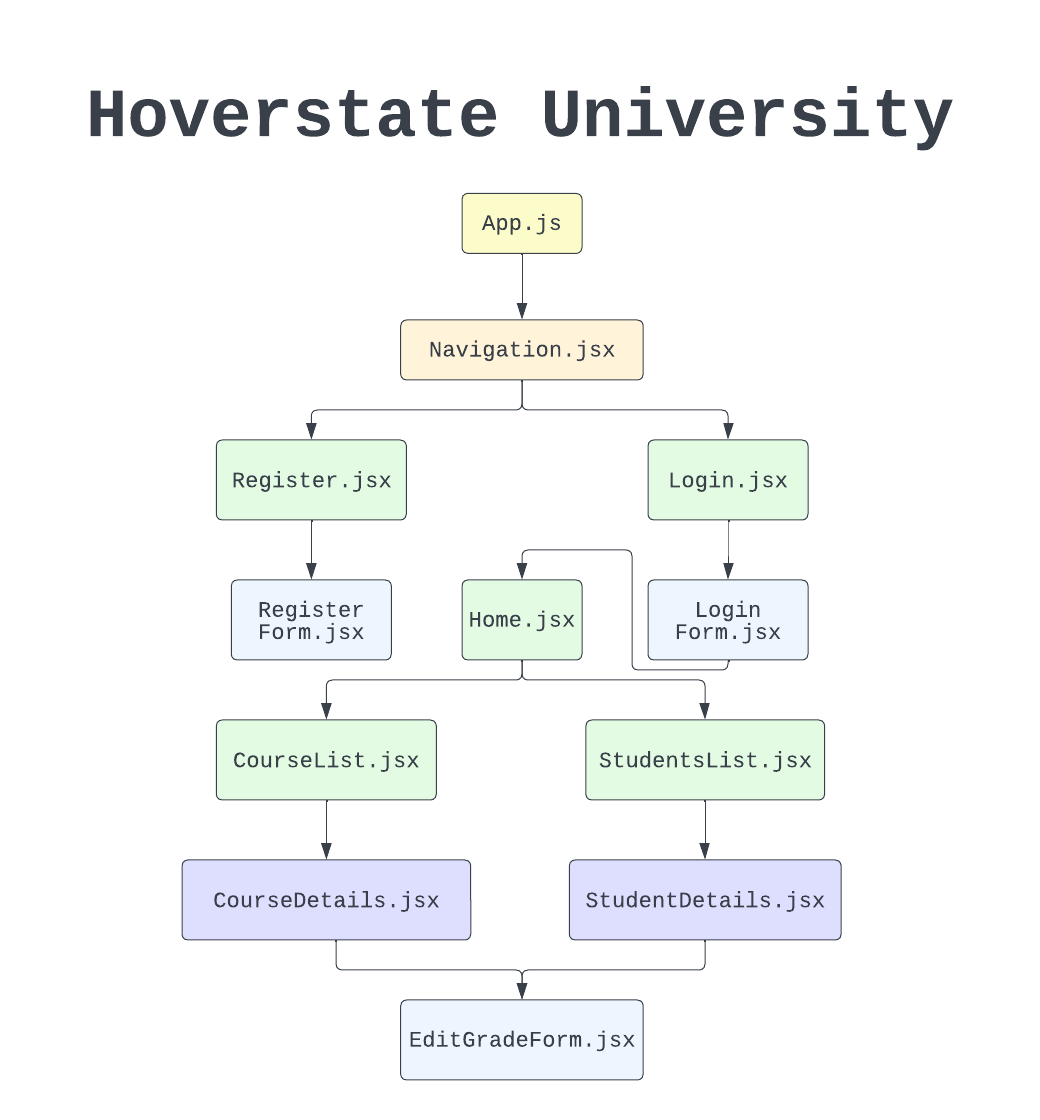 Hoverstate University
App.js
Navigation.jsx
Register.jsx
Login.jsx
Register
Form.jsx
Home.jsx
Login
Form.jsx
CourseList.jsx
StudentsList.jsx
CourseDetails.jsx
StudentDetails.jsx
EditGradeForm.jsx